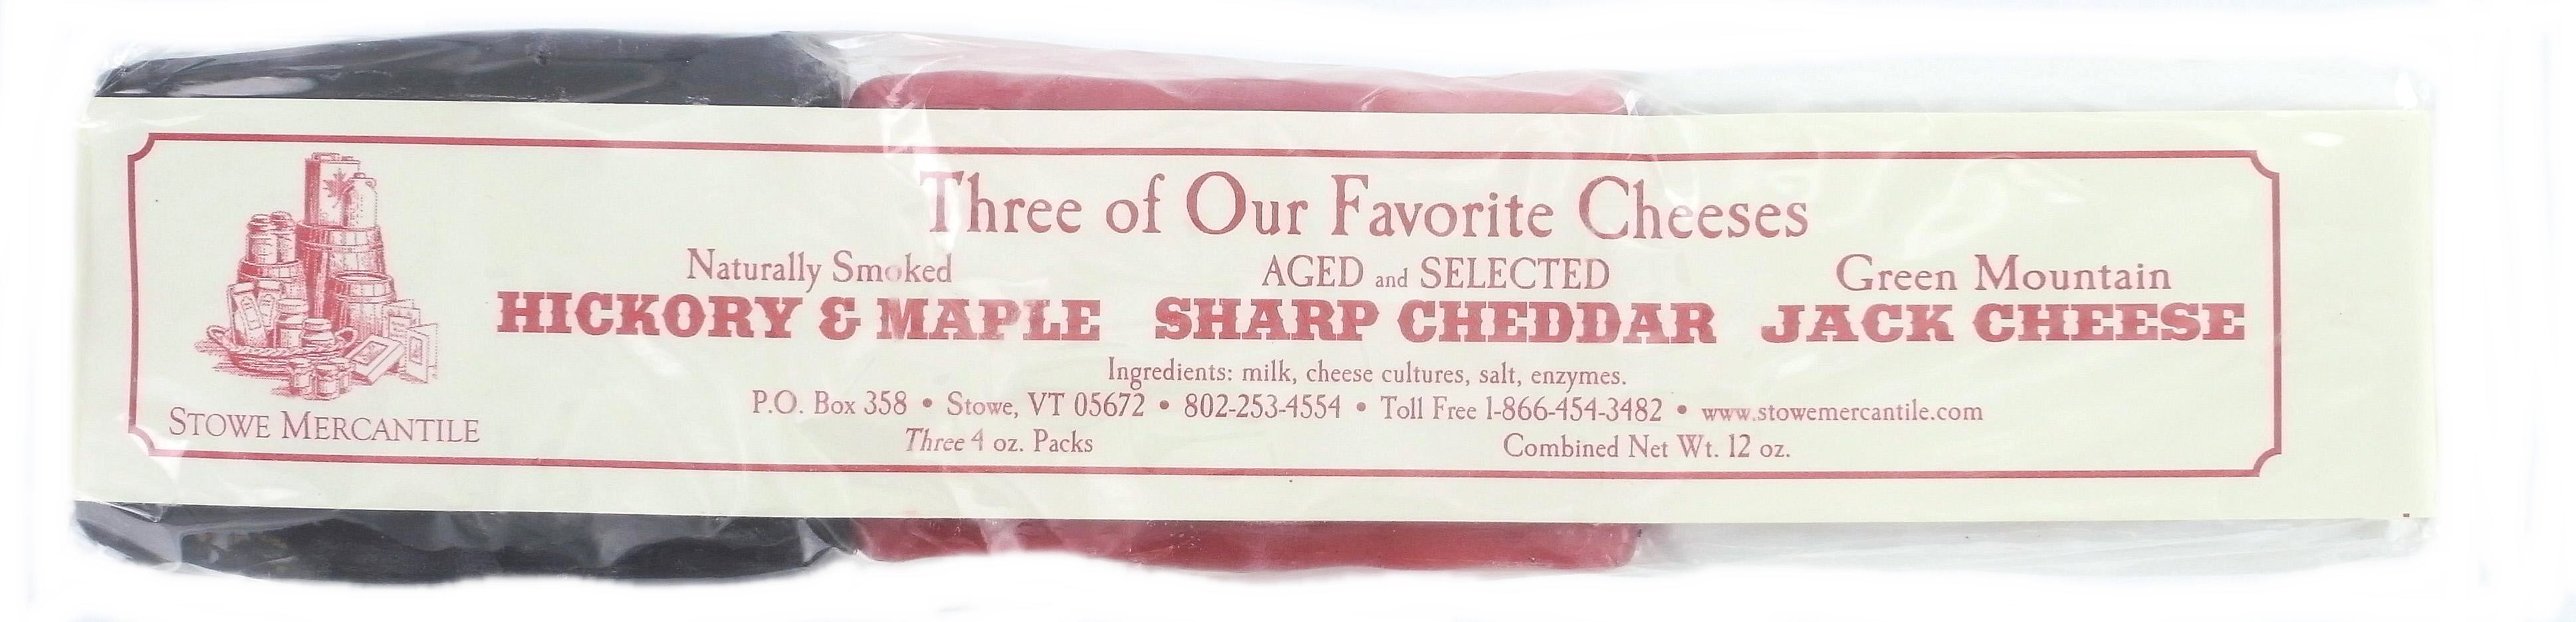 Three of Our Favorite Cheeses
Naturally Smoked
HICKORY & MAPLE
AGED and SELECTED
SHARP CHEDDAR
Green Mountain
JACK CHEESE
Ingredients: milk, cheese cultures, salt, enzymes.
P.O. Box 358 • Stowe, VT 05672 • 802-253-4554 • Toll Free 1-866-454-3482 • www.stowemercantile.com
Three 4 oz. Packs
Combined Net Wt. 12 oz.
STOWE MERCANTILE